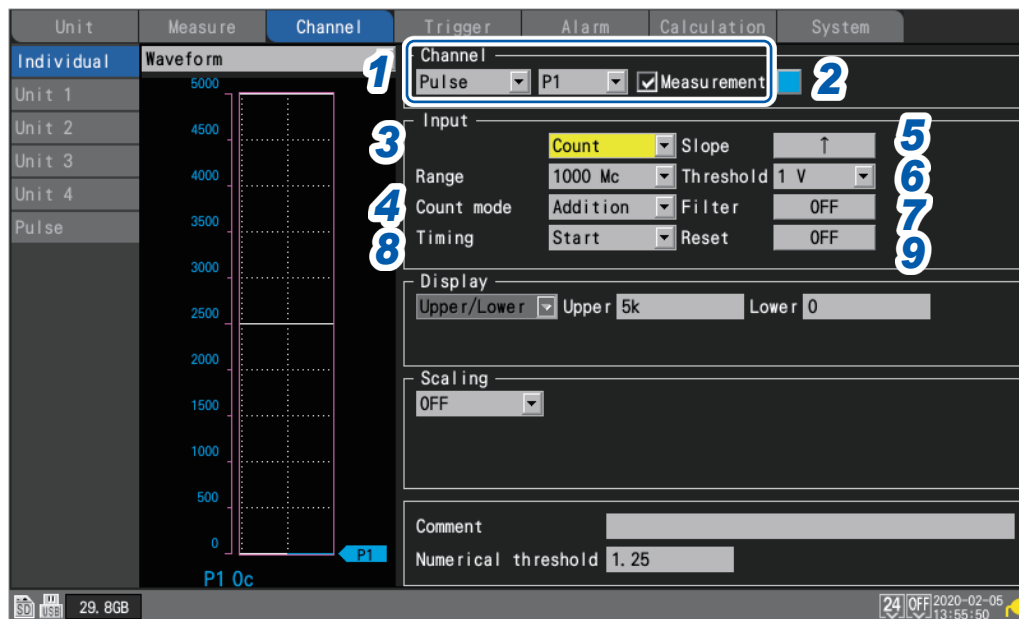 Unit Measure Channel Trigger Alarm Calculation System
Individual
Unit 1
Unit 2
Unit 3
Unit 4
Pulse
Waveform
5000
4500
4000
3500
3000
2500
2000
1500
1000
500
0
P1
P1 0c
Channel
1 Pulse P1 Measurement 2
Input
3 Count Slope ↑ 5
Range 1000 Mc Threshold 1 V 6
4 Count mode Addition Filter OFF 7
8 Timing Start Reset OFF 9
Display
Upper/Lower Upper 5k Lower 0
Scaling
OFF
Comment
Numerical threshold 1.25
SD USB 29.8GB 24 OFF 2020-02-05
13:55:50